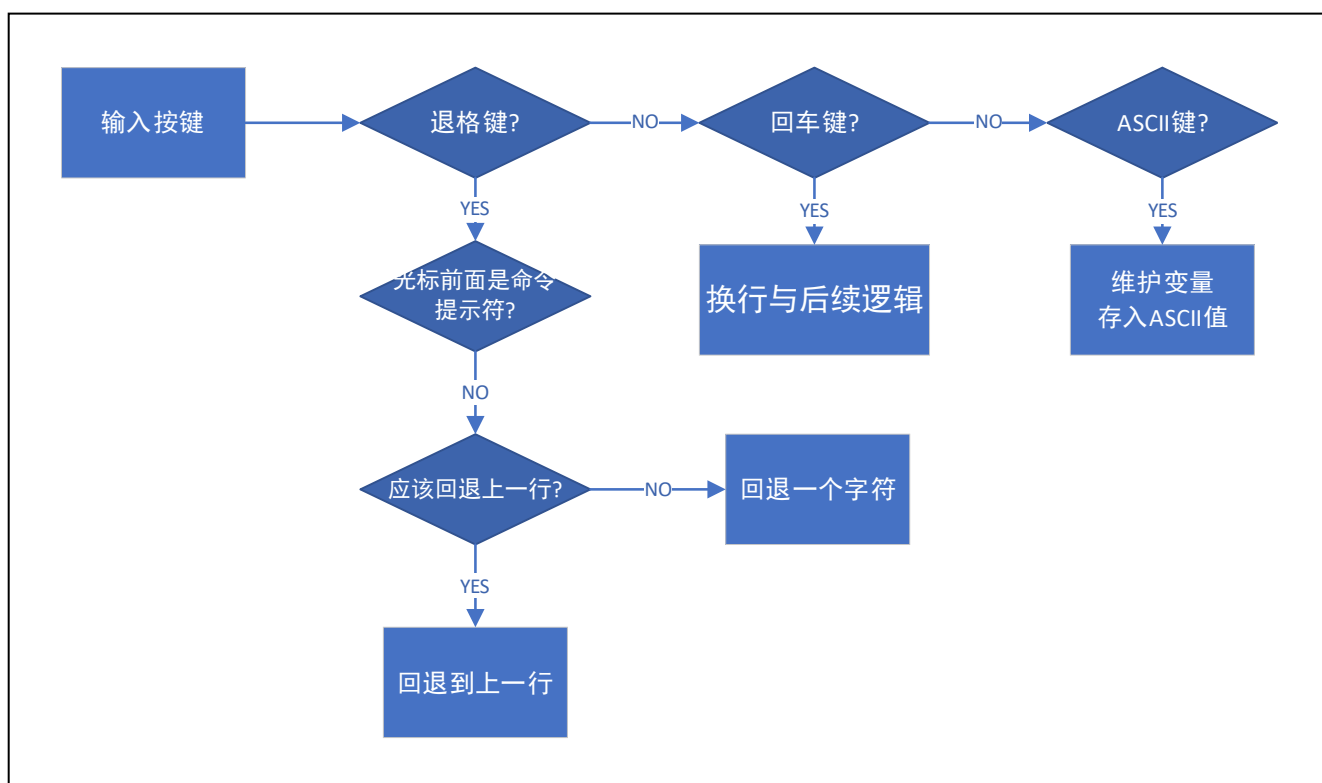 输入按键
退格键?
NO
回车键?
NO
ASCII键?
YES
YES
YES
光标前面是命令
提示符?
换行与后续逻辑
维护变量
存入ASCII值
NO
应该回退上一行?
NO
回退一个字符
YES
回退到上一行